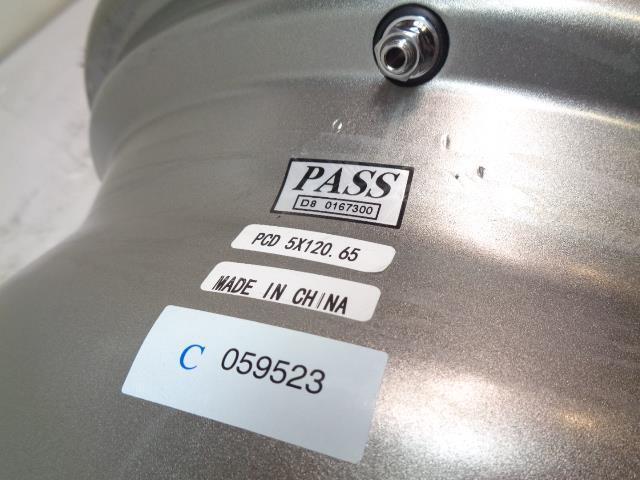 PASS
D8 0167300
PCD 5X120.65
MADE IN CHINA
C 059523